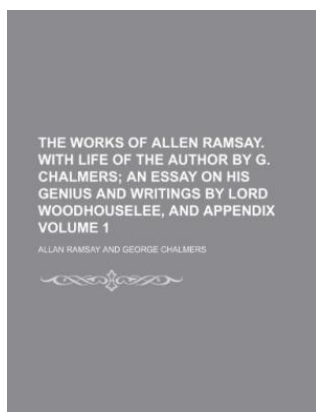 THE WORKS OF ALLEN RAMSAY.
WITH LIFE OF THE AUTHOR BY G.
CHALMERS; AN ESSAY ON HIS
GENIUS AND WRITINGS BY LORD
WOODHOUSELEE, AND APPENDIX
VOLUME 1
ALLAN RAMSAY AND GEORGE CHALMERS